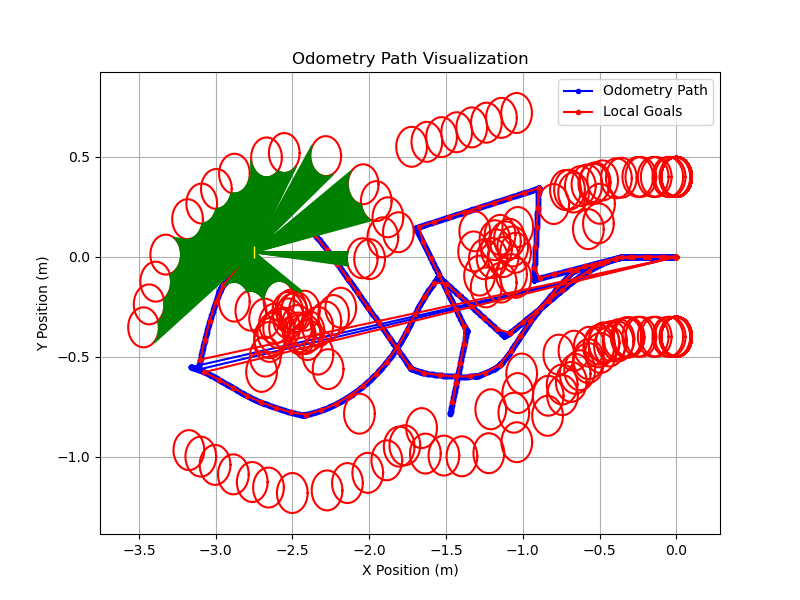 Odometry Path Visualization
Odometry Path
Local Goals
Y Position (m)
0.5
0.0
−0.5
−1.0
−3.5 −3.0 −2.5 −2.0 −1.5 −1.0 −0.5 0.0
X Position (m)